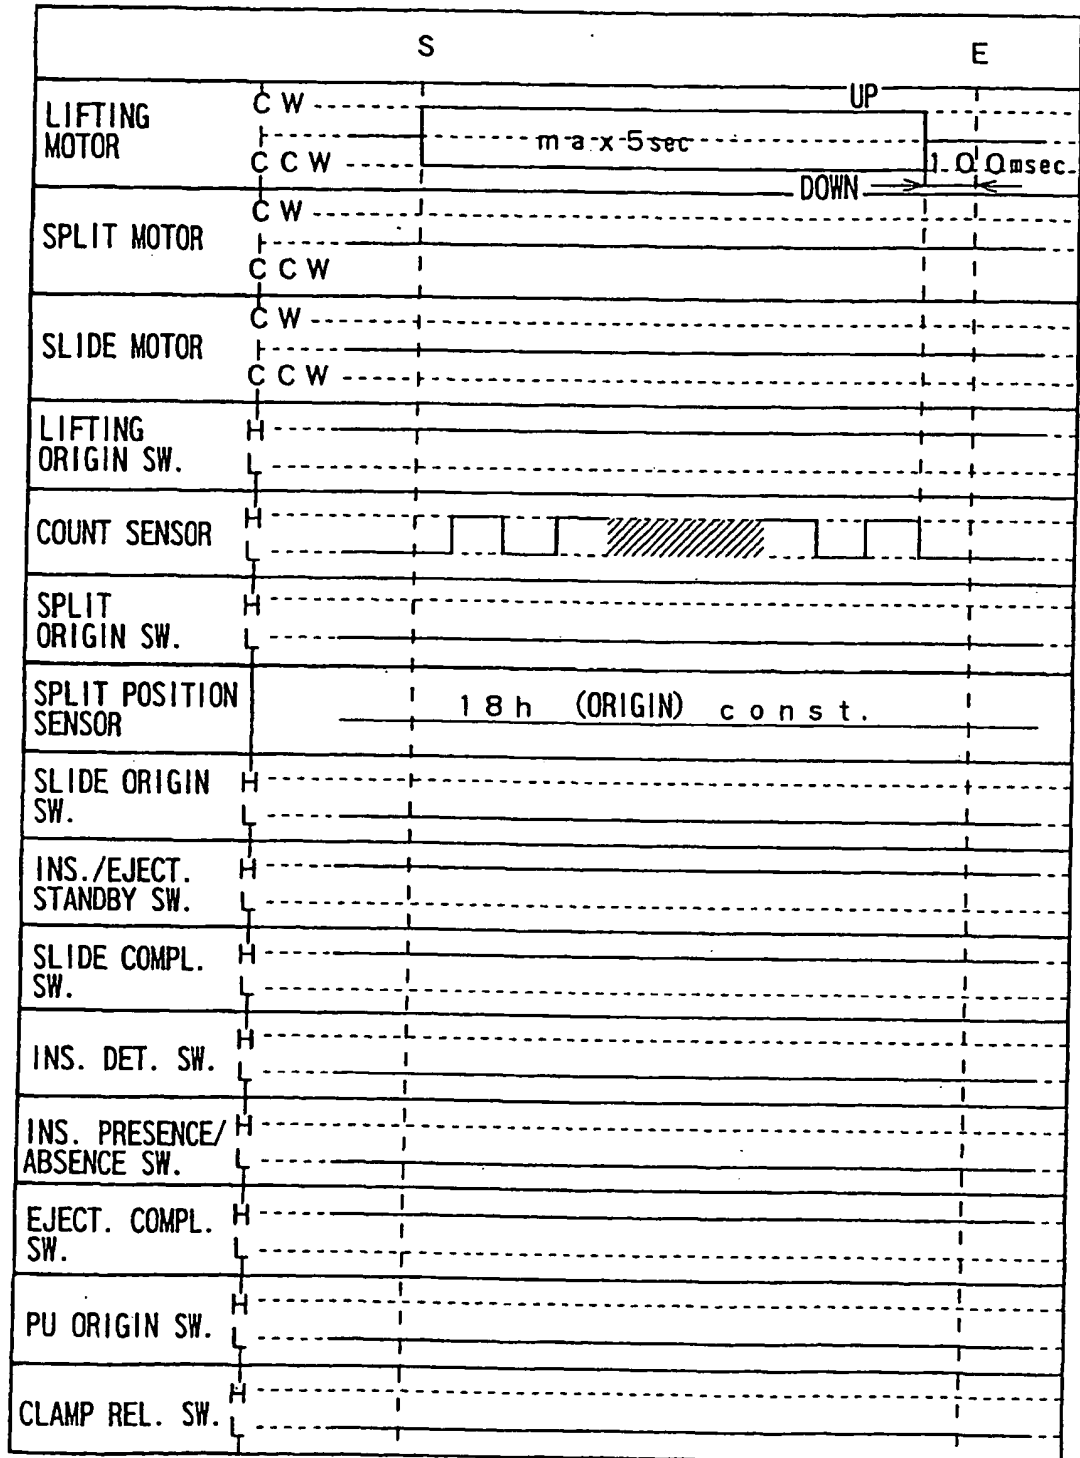 S E
LIFTING MOTOR
CW
UP
max 5sec
CCW
100msec
DOWN
SPLIT MOTOR
CW
CCW
SLIDE MOTOR
CW
CCW
LIFTING ORIGIN SW.
H
L
COUNT SENSOR
H
L
SPLIT ORIGIN SW.
H
L
SPLIT POSITION SENSOR
18h (ORIGIN) const.
SLIDE ORIGIN SW.
H
L
INS./EJECT. STANDBY SW.
H
L
SLIDE COMPL. SW.
H
L
INS. DET. SW.
H
L
INS. PRESENCE/ ABSENCE SW.
H
L
EJECT. COMPL. SW.
H
L
PU ORIGIN SW.
H
L
CLAMP REL. SW.
H
L